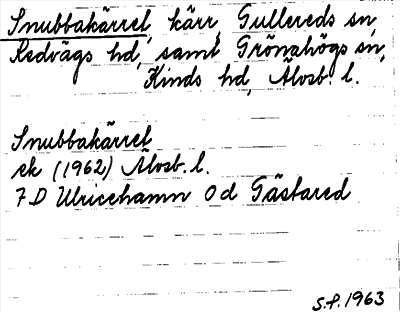 Snubbakärret, kärr, Gullereds sn,
Redvägs hd, samt Grönahögs sn,
Kinds hd, Älvsb. l.
Snubbakärret
ek (1962) Älvsb. l.
7 D Ulricehamn 0 d Gästared
S.P. 1963